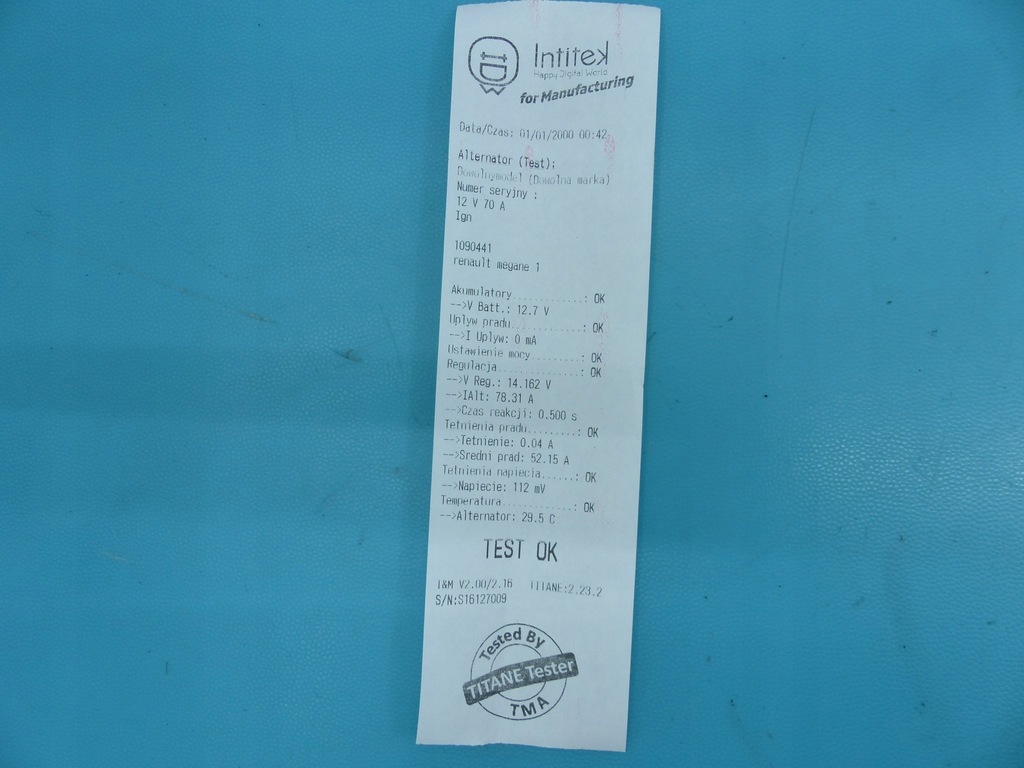 Intitek
Happy Digital World
for Manufacturing
Data/Czas: 01/01/2000 00:42
Alternator (Test):
Dowolnymodel (Dowolna marka)
Numer seryjny :
12 V 70 A
Ign
1090441
renault megane 1
Akumulatory............: OK
-->V Batt.: 12.7 V
Uplyw pradu............: OK
-->I Uplyw: 0 mA
Ustawienie mocy........: OK
Regulacja..............: OK
-->V Reg.: 14.162 V
-->IAlt: 78.31 A
-->Czas reakcji: 0.500 s
Tetnienia pradu........: OK
-->Tetnienie: 0.04 A
-->Sredni prad: 52.15 A
Tetnienia napiecia.....: OK
-->Napiecie: 112 mV
Temperatura............: OK
-->Alternator: 29.5 C
TEST OK
I&M V2.00/2.16 TITANE:2.23.2
S/N:S16127009
Tested By
TITANE Tester
TMA